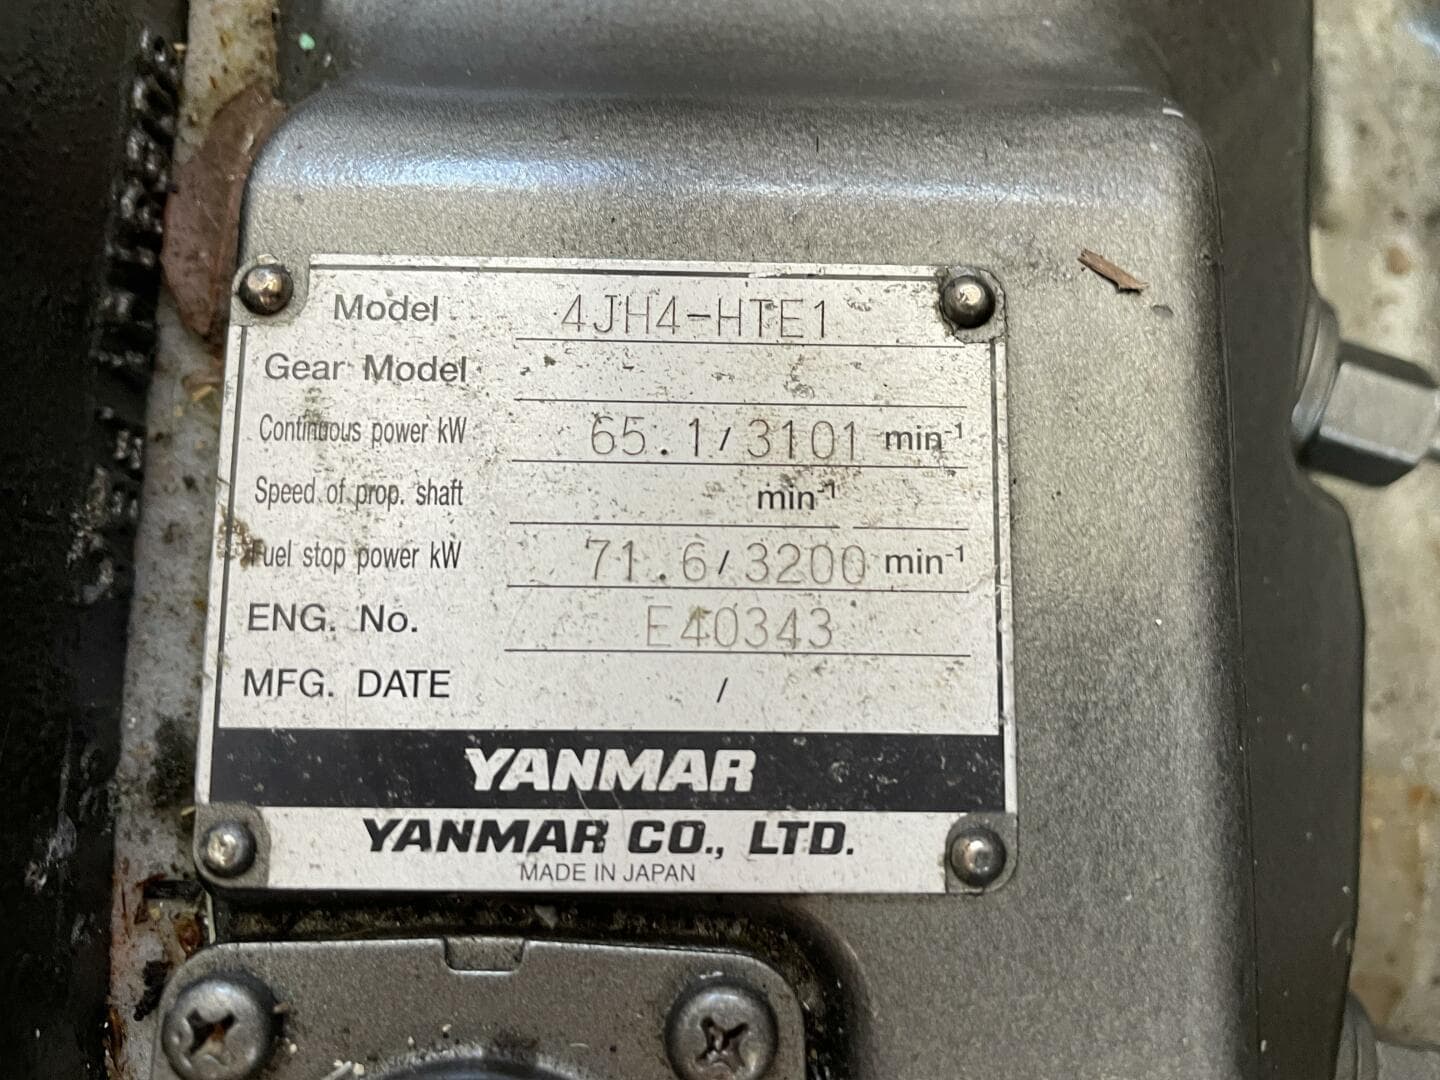 Model 4JH4-HTE1
Gear Model
Continuous power kW 65.1/3101 min-1
Speed of prop. shaft min-1
Fuel stop power kW 71.6/3200 min-1
ENG. No. E40343
MFG. DATE /
YANMAR
YANMAR CO., LTD.
MADE IN JAPAN